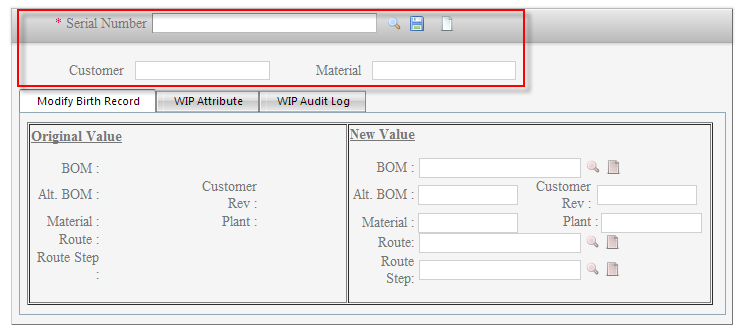 * Serial Number
Customer Material
Modify Birth Record WIP Attribute WIP Audit Log
Original Value
BOM :
Alt. BOM :
Customer
Rev :
Material :
Plant :
Route :
Route Step
:
New Value
BOM :
Alt. BOM :
Customer
Rev :
Material :
Plant :
Route:
Route
Step: